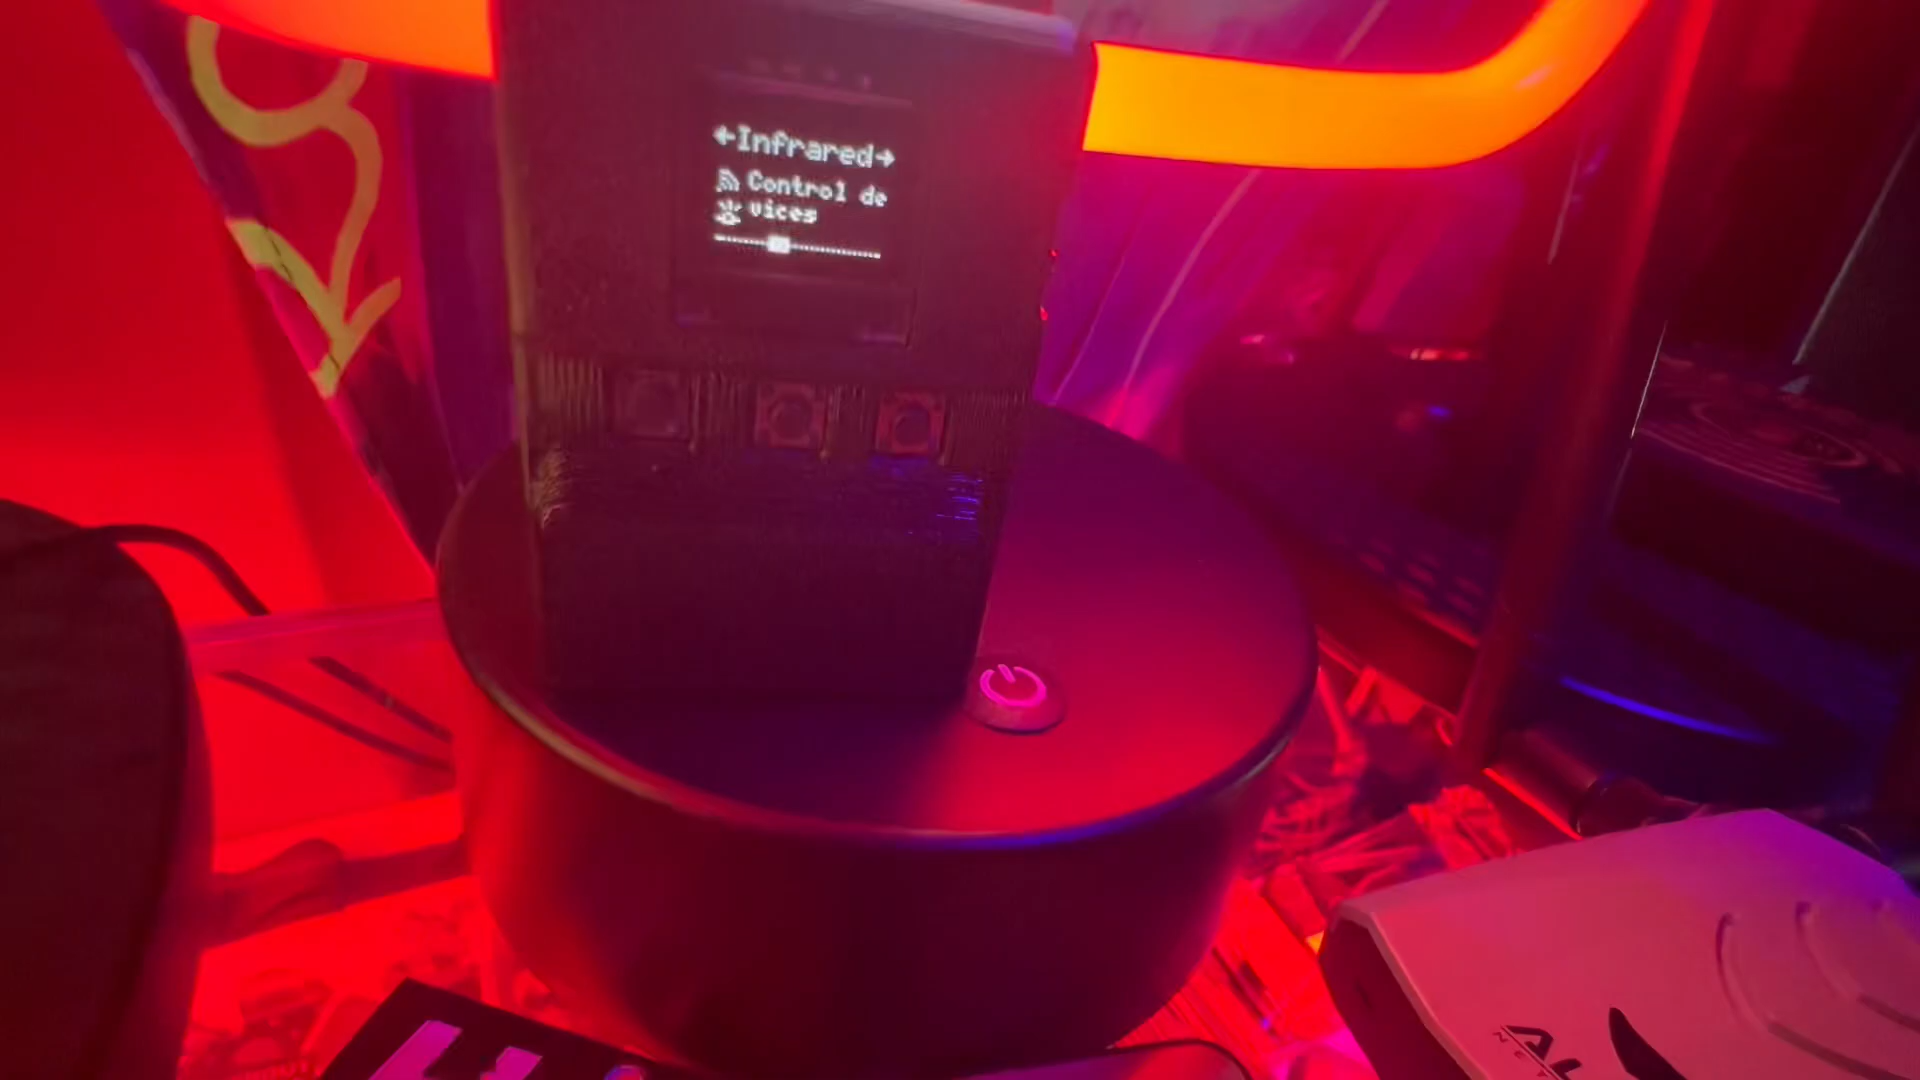 ←Infrared→
Control de
vices